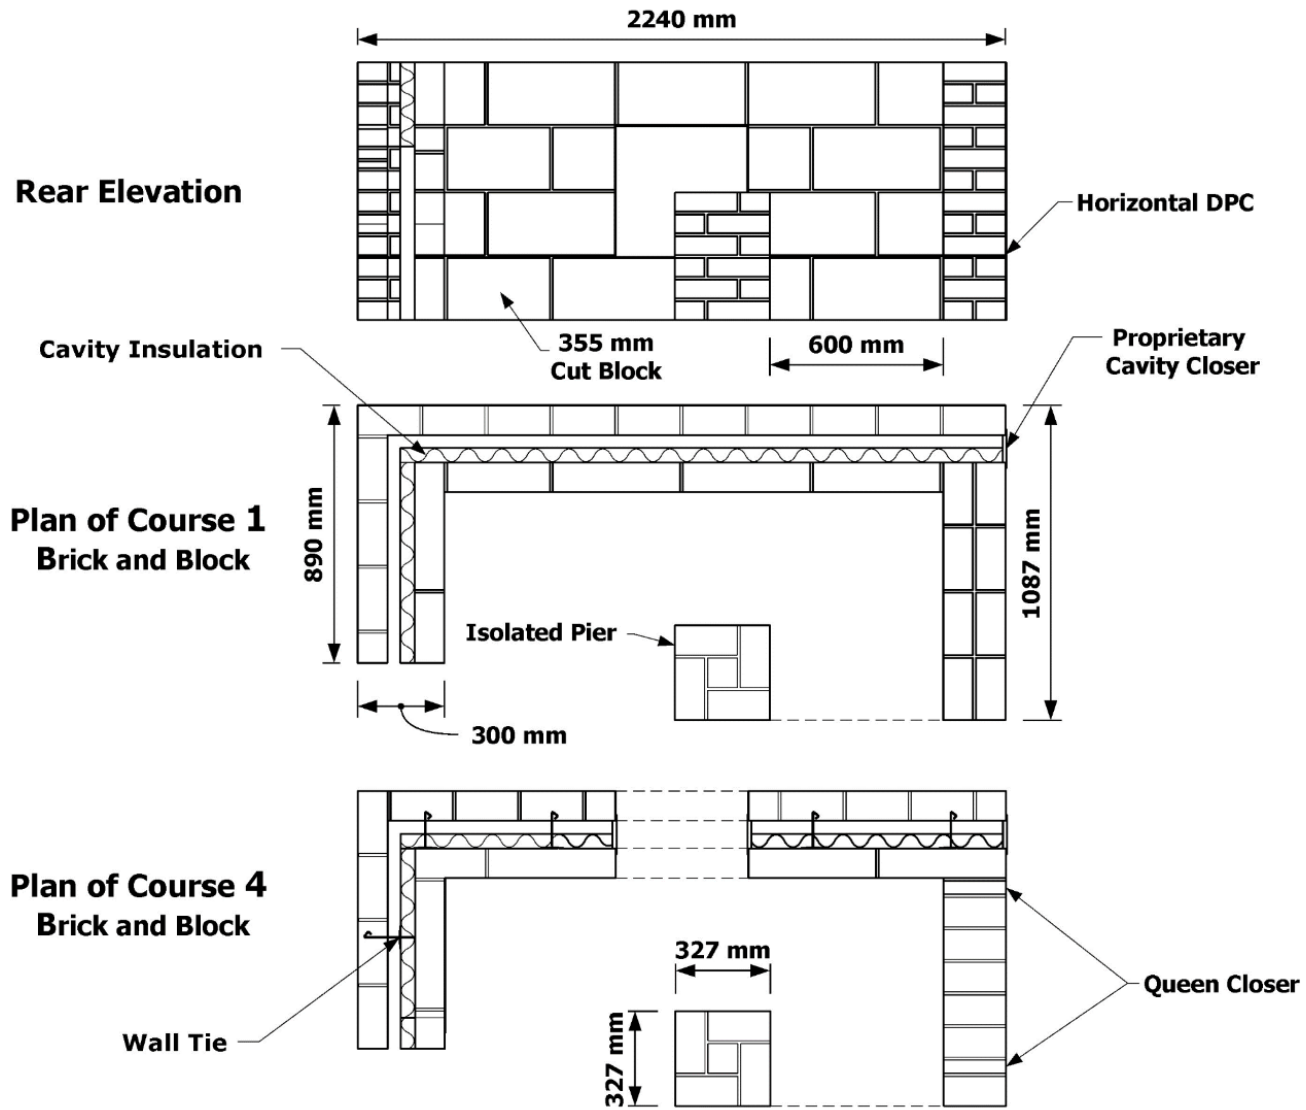 2240 mm
Rear Elevation
Horizontal DPC
355 mm
Cut Block
600 mm
Cavity Insulation
Proprietary
Cavity Closer
890 mm
Plan of Course 1
Brick and Block
1087 mm
Isolated Pier
300 mm
Plan of Course 4
Brick and Block
327 mm
Queen Closer
Wall Tie
327 mm